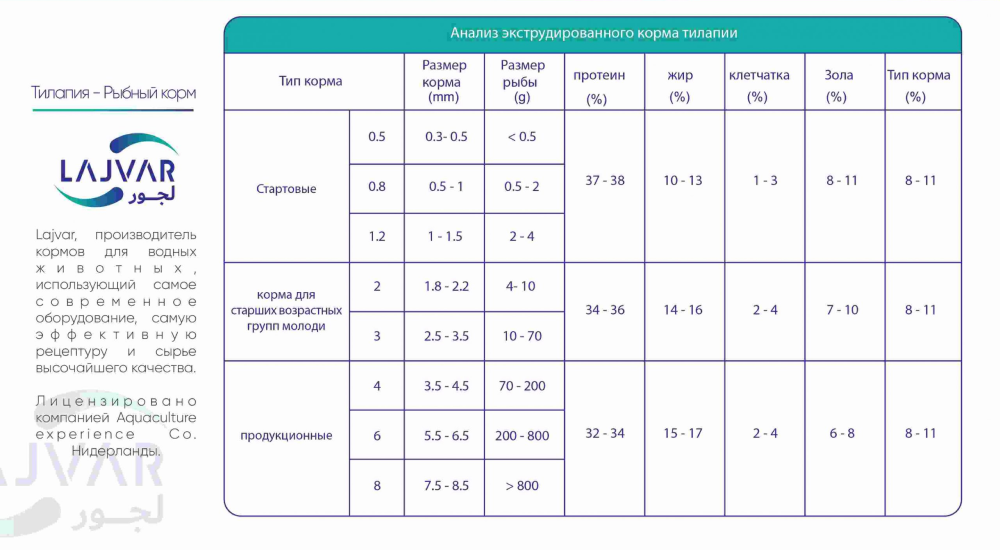 Тилапия – Рыбный корм
LAJVAR
لجور
Lajvar, производитель
кормов для водных
животных,
использующий самое
современное
оборудование, самую
эффективную
рецептуру и сырье
высочайшего качества.
Лицензировано
компанией Aquaculture
experience Co.
Нидерланды.
AJVAR
لجور
Анализ экструдированного корма тилапии
Тип корма
Размер
корма
(mm)
Размер
рыбы
(g)
протеин
(%)
жир
(%)
клетчатка
(%)
Зола
(%)
Тип корма
(%)
Стартовые
0.5
0.3- 0.5
< 0.5
0.8
0.5 - 1
0.5 - 2
1.2
1 - 1.5
2 - 4
37 - 38
10 - 13
1 - 3
8 - 11
8 - 11
корма для
старших возрастных
групп молоди
2
1.8 - 2.2
4- 10
3
2.5 - 3.5
10 - 70
34 - 36
14 - 16
2 - 4
7 - 10
8 - 11
продукционные
4
3.5 - 4.5
70 - 200
6
5.5 - 6.5
200 - 800
8
7.5 - 8.5
> 800
32 - 34
15 - 17
2 - 4
6 - 8
8 - 11